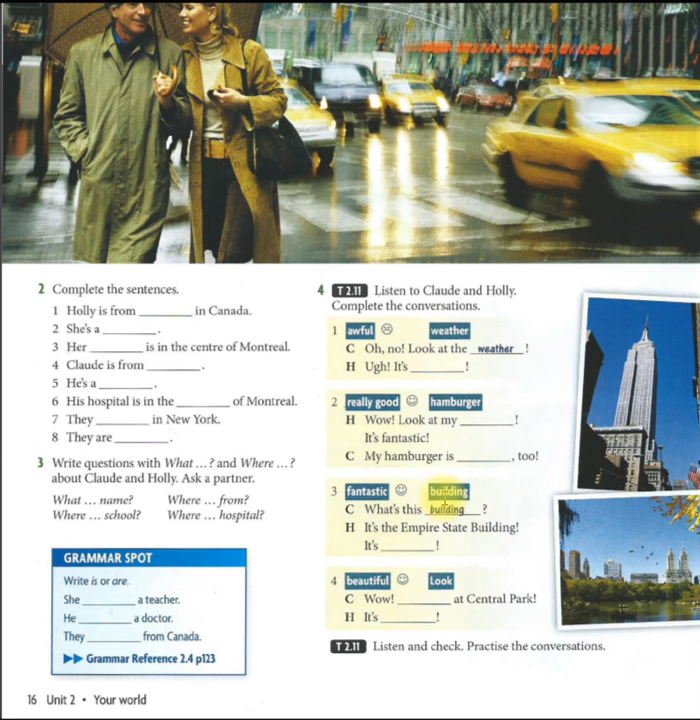 2 Complete the sentences.
1 Holly is from ________ in Canada.
2 She's a ________.
3 Her ________ is in the centre of Montreal.
4 Claude is from ________.
5 He's a ________.
6 His hospital is in the ________ of Montreal.
7 They ________ in New York.
8 They are ________.
3 Write questions with What … ? and Where … ?
about Claude and Holly. Ask a partner.
What … name? Where … from?
Where … school? Where … hospital?
GRAMMAR SPOT
Write is or are.
She ________ a teacher.
He ________ a doctor.
They ________ from Canada.
▶▶ Grammar Reference 2.4 p123
4 T 2.11 Listen to Claude and Holly.
Complete the conversations.
1 awful ☹ weather
C Oh, no! Look at the weather !
H Ugh! It's ________!
2 really good ☺ hamburger
H Wow! Look at my ________!
It's fantastic!
C My hamburger is ________, too!
3 fantastic ☺ building
C What's this building ?
H It's the Empire State Building!
It's ________!
4 beautiful ☺ Look
C Wow! ________ at Central Park!
H It's ________!
T 2.11 Listen and check. Practise the conversations.
16 Unit 2 • Your world